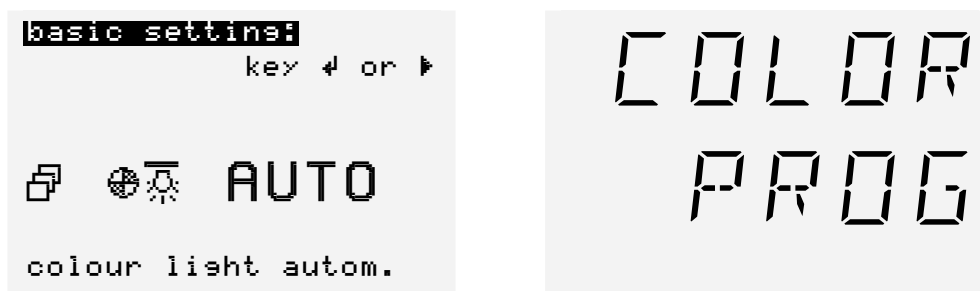 basic setting:
key ↲ or ▶
AUTO
colour light autom.
COLOR
PROG